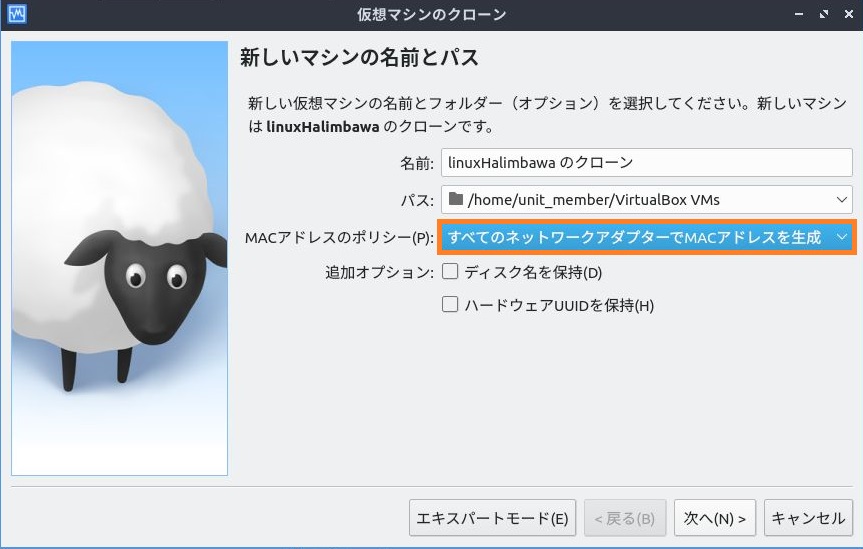 仮想マシンのクローン
新しいマシンの名前とパス
新しい仮想マシンの名前とフォルダー（オプション）を選択してください。新しいマシン
は linuxHalimbawa のクローンです。
名前: linuxHalimbawa のクローン
パス: /home/unit_member/VirtualBox VMs
MACアドレスのポリシー(P): すべてのネットワークアダプターでMACアドレスを生成
追加オプション: ディスク名を保持(D)
ハードウェアUUIDを保持(H)
エキスパートモード(E) < 戻る(B) 次へ(N) > キャンセル